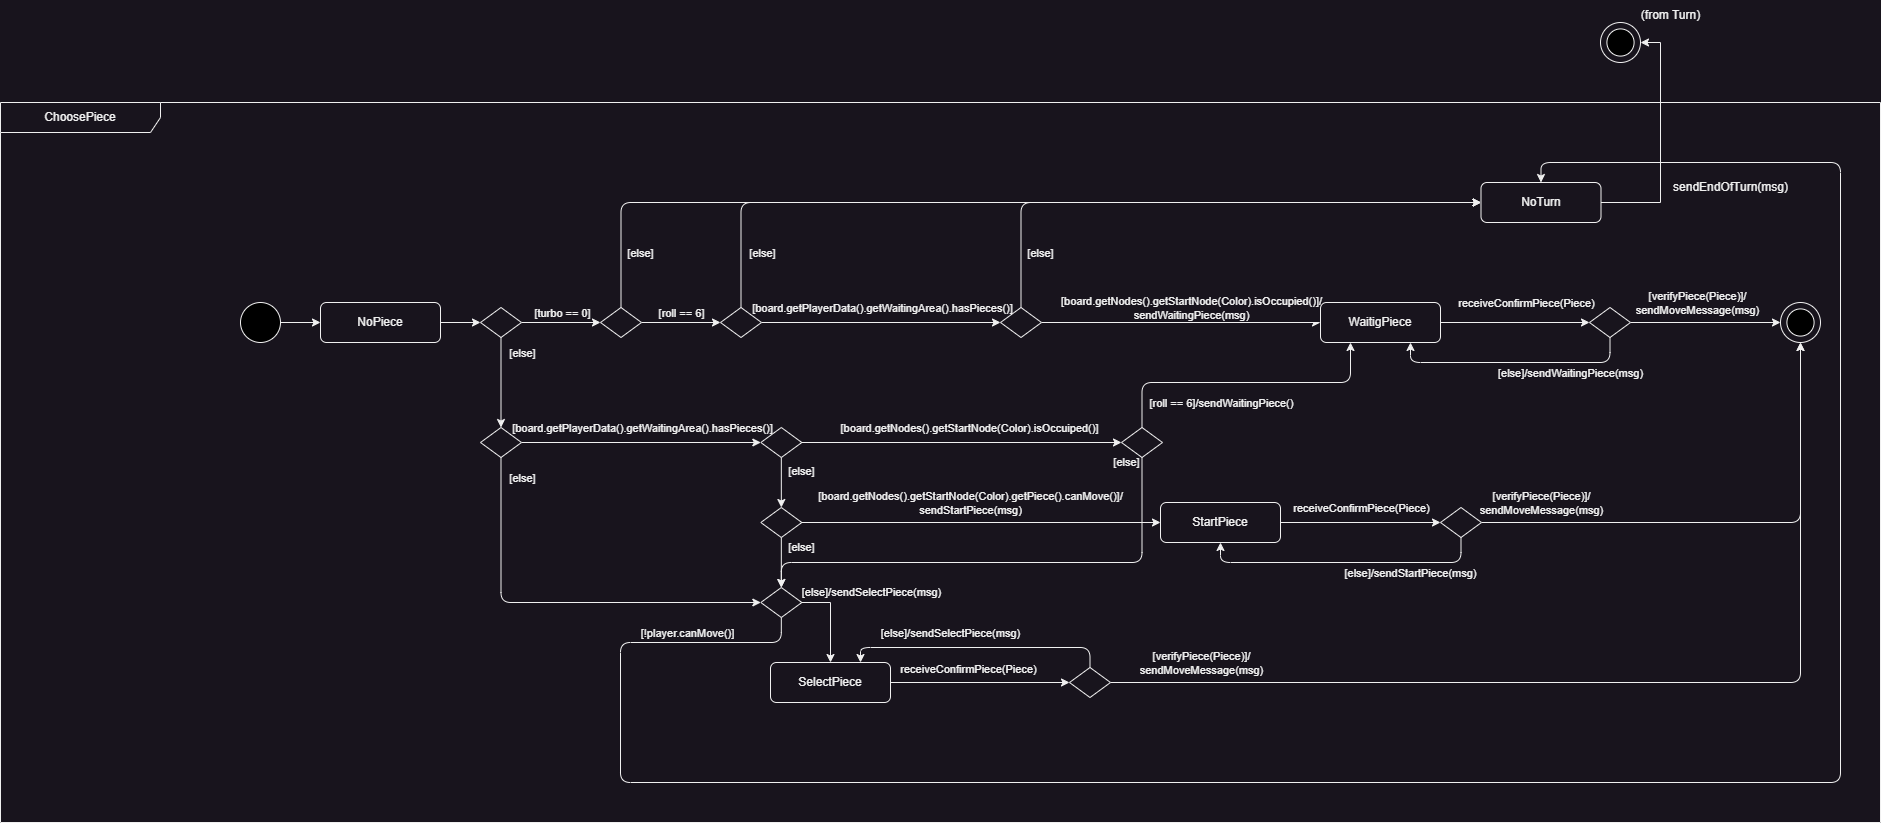 (from Turn)
ChoosePiece
sendEndOfTurn(msg)
NoTurn
[else]
[else]
[else]
[board.getNodes().getStartNode(Color).isOccupied()]/
sendWaitingPiece(msg)
[verifyPiece(Piece)]/
sendMoveMessage(msg)
receiveConfirmPiece(Piece)
[turbo == 0]
[roll == 6]
[board.getPlayerData().getWaitingArea().hasPieces()]
NoPiece
WaitigPiece
[else]
[else]/sendWaitingPiece(msg)
[roll == 6]/sendWaitingPiece()
[board.getPlayerData().getWaitingArea().hasPieces()]
[board.getNodes().getStartNode(Color).isOccuiped()]
[else]
[else]
[else]
[board.getNodes().getStartNode(Color).getPiece().canMove()]/
sendStartPiece(msg)
[verifyPiece(Piece)]/
sendMoveMessage(msg)
receiveConfirmPiece(Piece)
StartPiece
[else]
[else]/sendStartPiece(msg)
[else]/sendSelectPiece(msg)
[!player.canMove()]
[else]/sendSelectPiece(msg)
[verifyPiece(Piece)]/
sendMoveMessage(msg)
receiveConfirmPiece(Piece)
SelectPiece